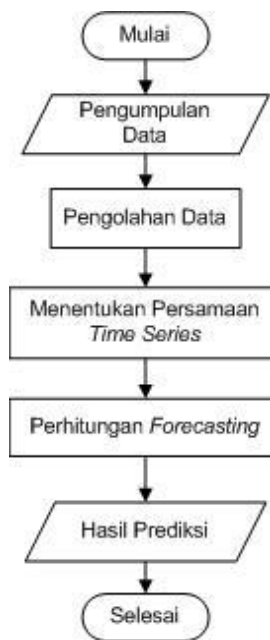 Mulai
Pengumpulan
Data
Pengolahan Data
Menentukan Persamaan
Time Series
Perhitungan Forecasting
Hasil Prediksi
Selesai